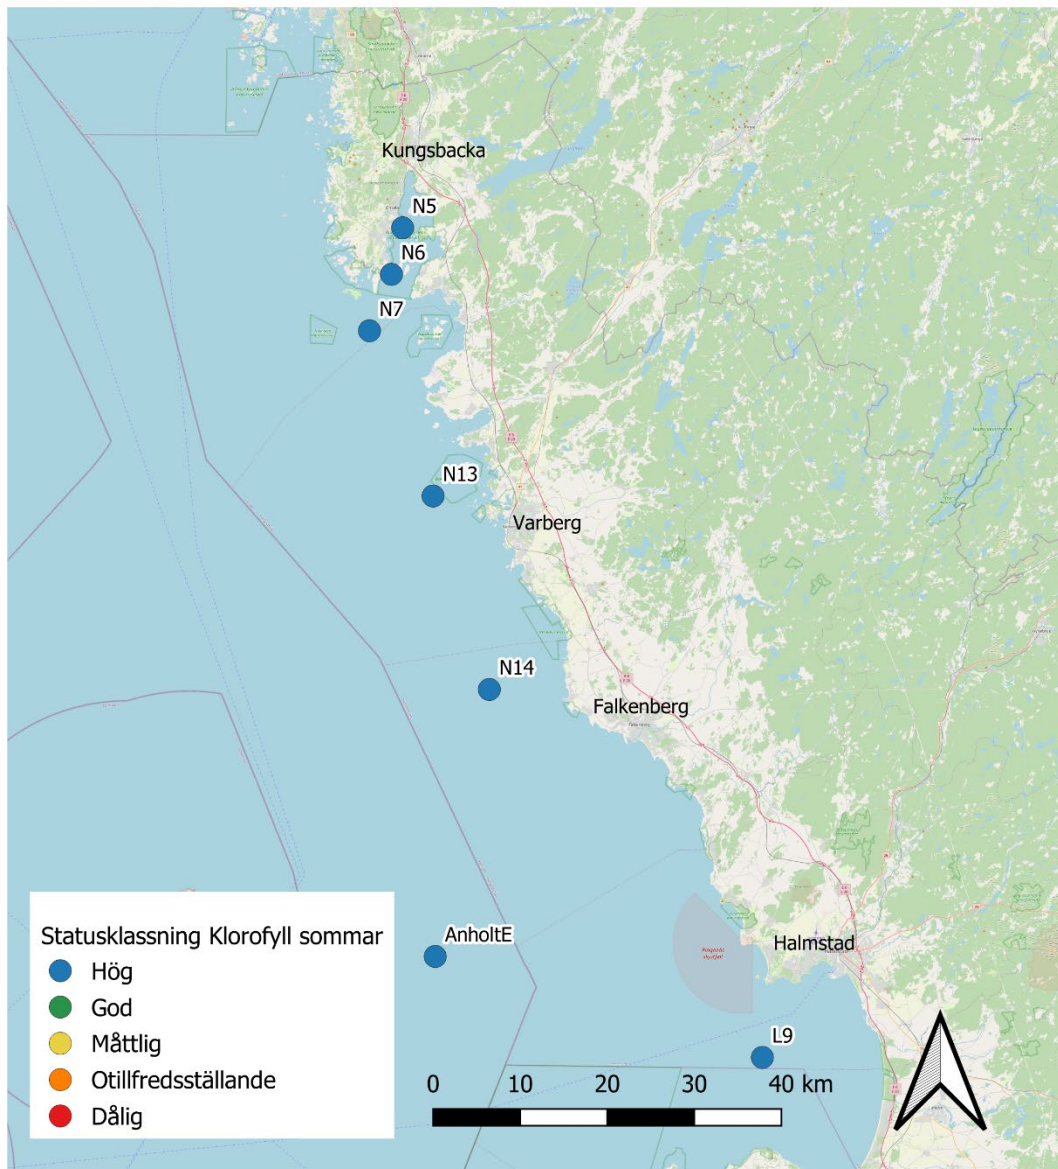 Kungsbacka
N5
N6
N7
N13
Varberg
N14
Falkenberg
AnholtE
Halmstad
L9
Statusklassning Klorofyll sommar
Hög
God
Måttlig
Otillfredsställande
Dålig
0 10 20 30 40 km